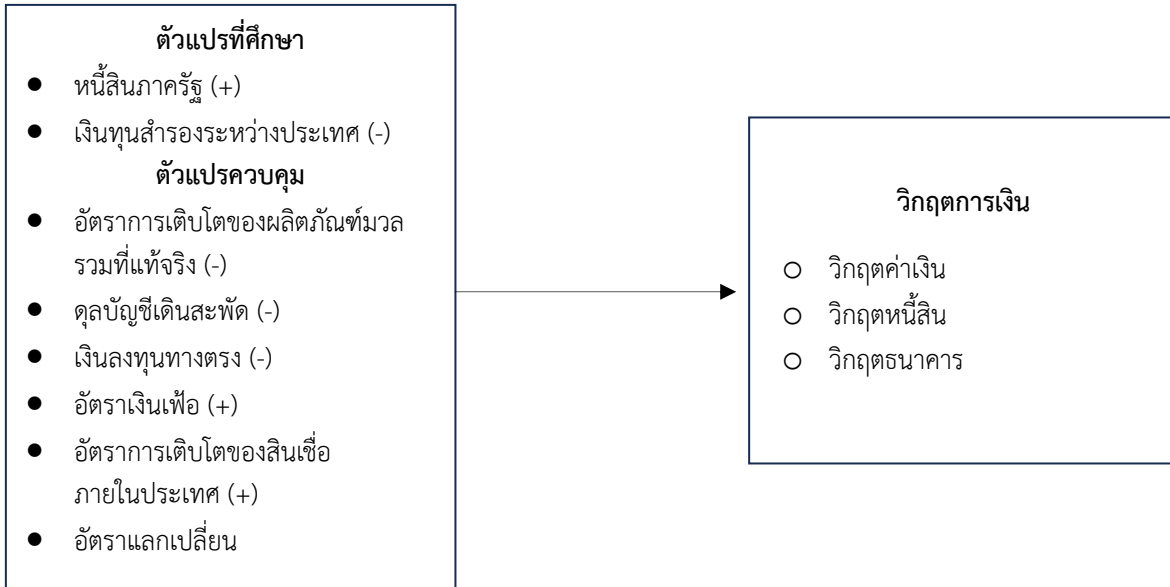 ตัวแปรที่ศึกษา
● หนี้สินภาครัฐ (+)
● เงินทุนสำรองระหว่างประเทศ (-)
ตัวแปรควบคุม
● อัตราการเติบโตของผลิตภัณฑ์มวล
รวมที่แท้จริง (-)
● ดุลบัญชีเดินสะพัด (-)
● เงินลงทุนทางตรง (-)
● อัตราเงินเฟ้อ (+)
● อัตราการเติบโตของสินเชื่อ
ภายในประเทศ (+)
● อัตราแลกเปลี่ยน
วิกฤตการเงิน
○ วิกฤตค่าเงิน
○ วิกฤตหนี้สิน
○ วิกฤตธนาคาร